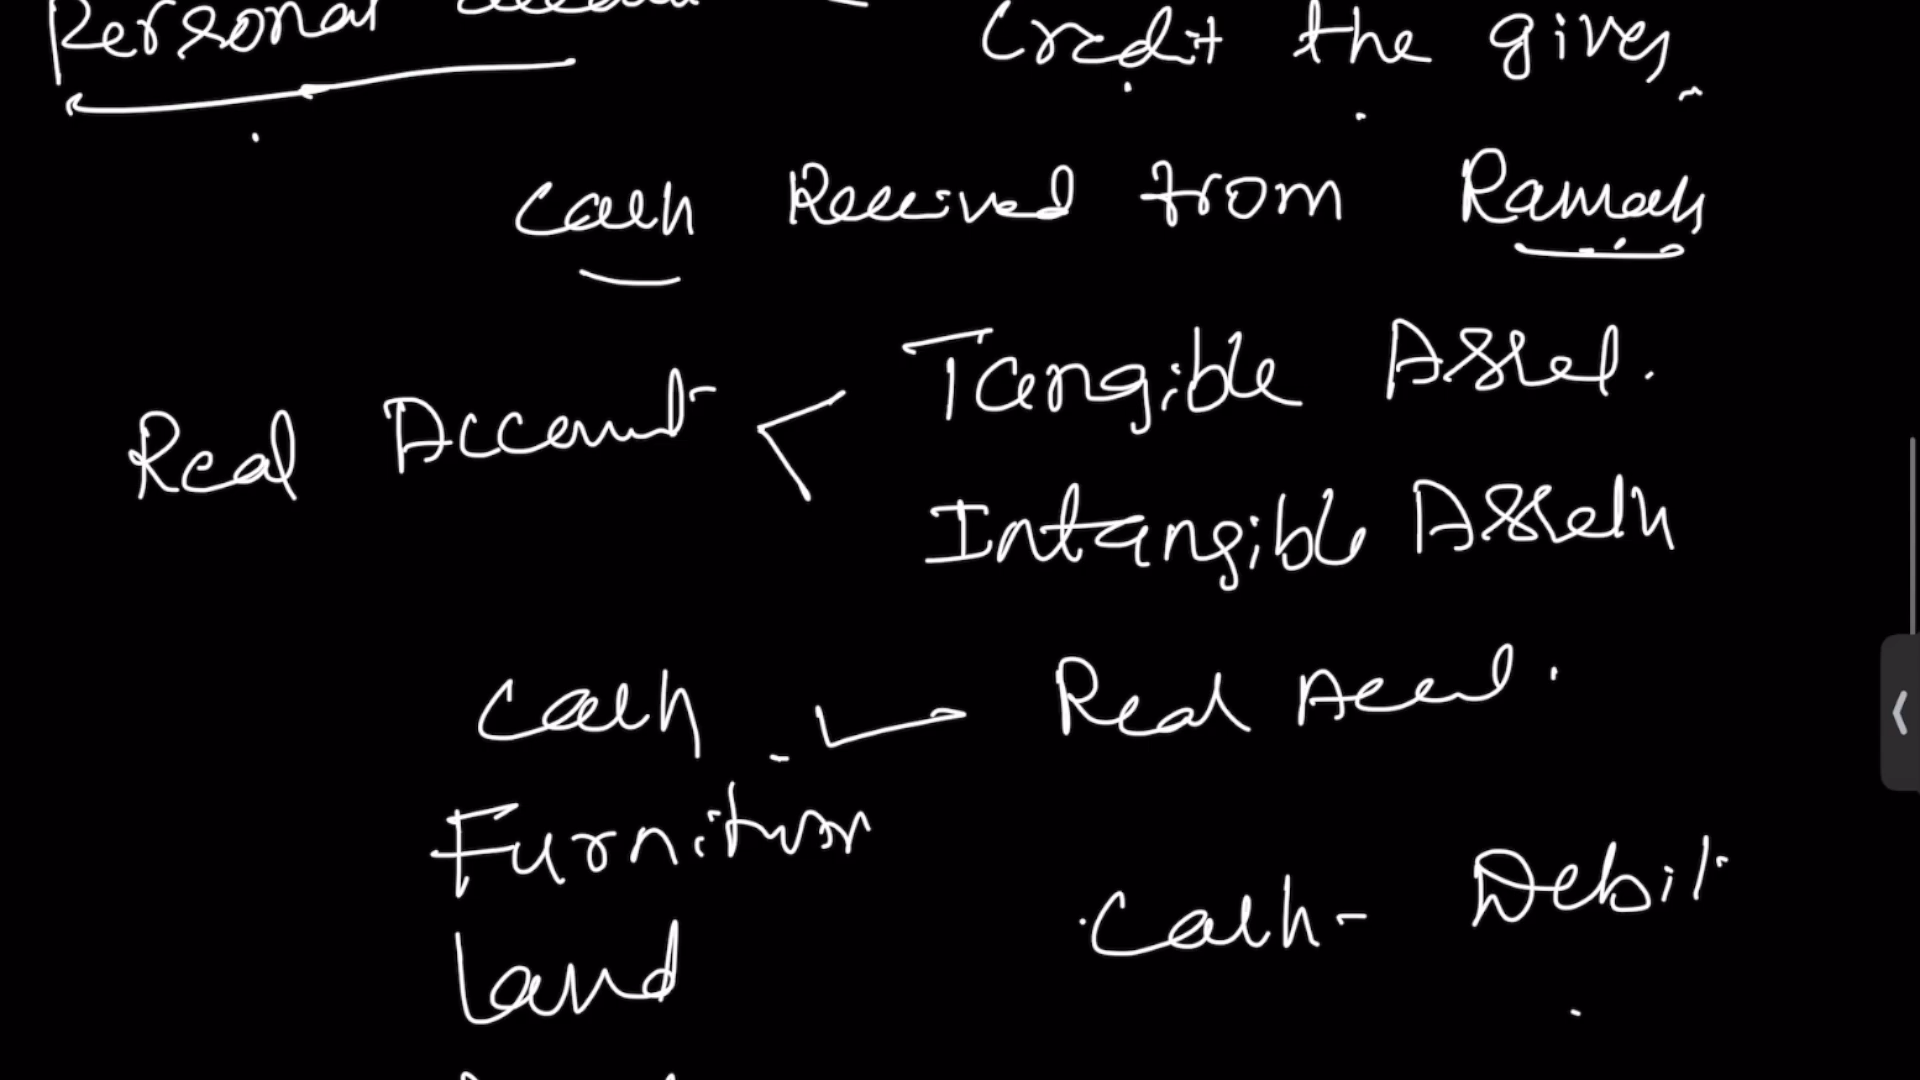 Personal
Credit the giver
Cash Received from Ramesh
Real Account < Tangible Asset.
Intangible Assets
Cash - Real
Furniture
Land
Cash - Debit